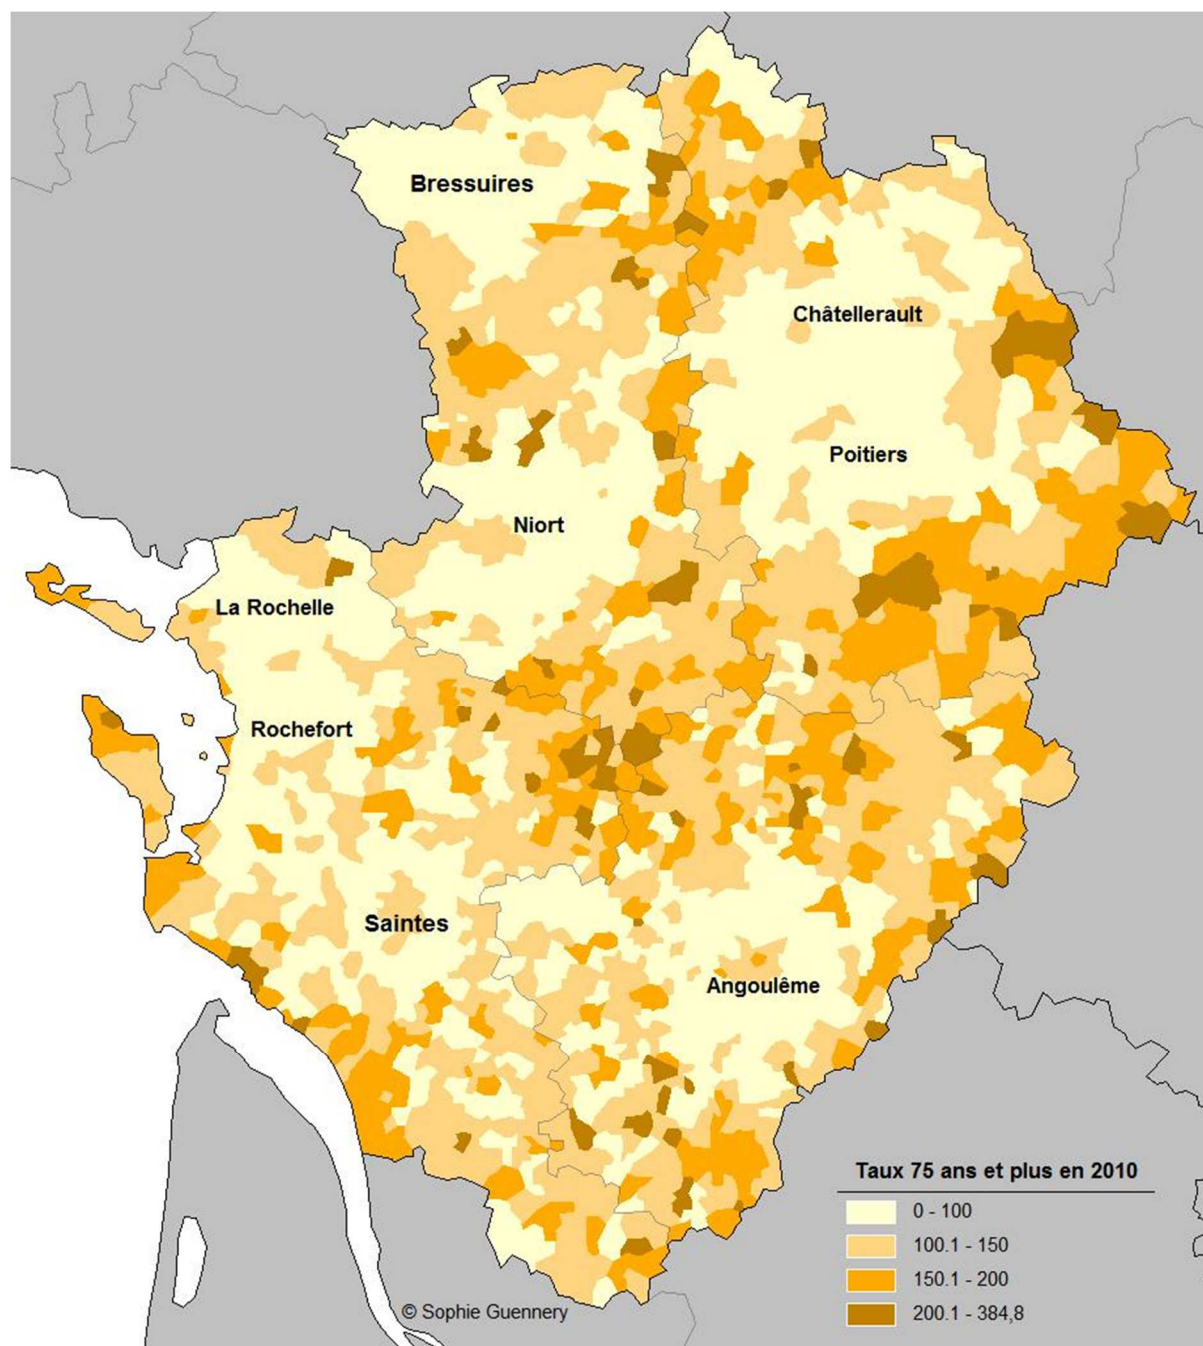 Bressuires
Châtellerault
Poitiers
Niort
La Rochelle
Rochefort
Saintes
Angoulême
Taux 75 ans et plus en 2010
0 - 100
100.1 - 150
150.1 - 200
200.1 - 384,8
© Sophie Guennery